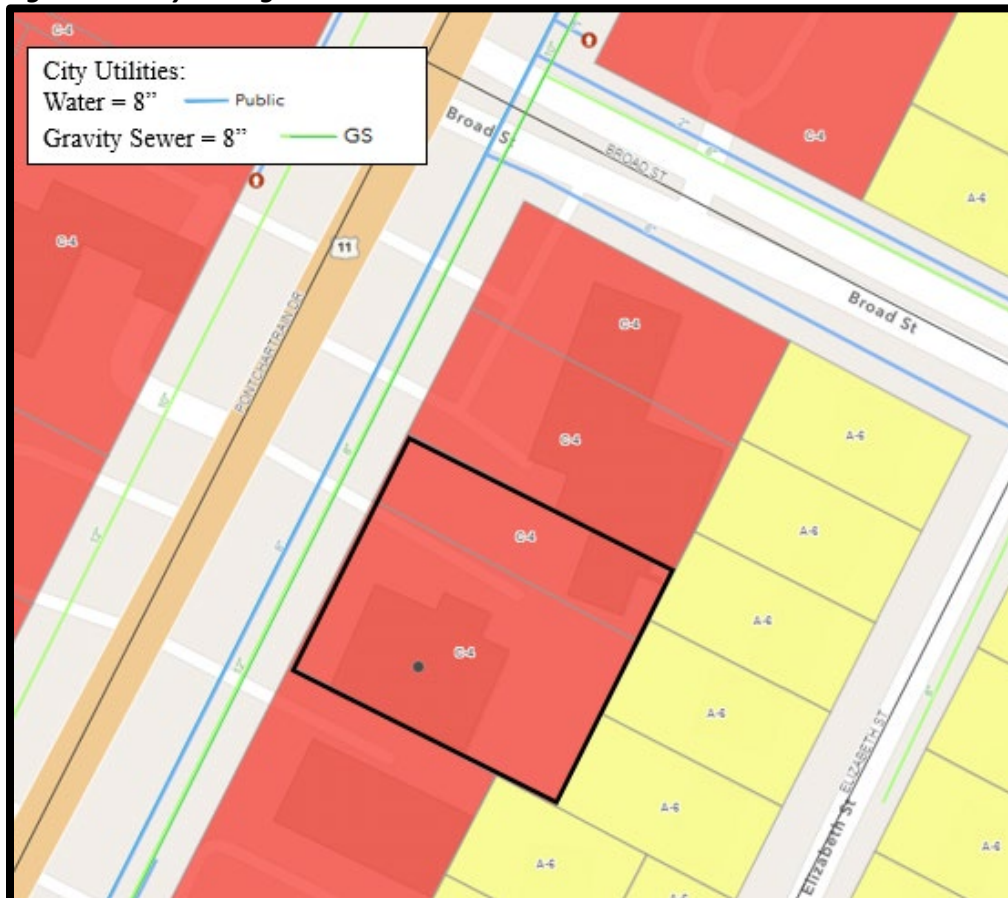 City Utilities:
Water = 8” Public
Gravity Sewer = 8” GS
C-4
C-4
A-6
Broad St
BROAD ST
C-4
11
Broad St
C-4
PONTCHARTRAIN DR
A-6
C-4
C-4
A-6
A-6
C-4
A-6
A-6
A-6
A-6
ELIZABETH ST
Elizabeth St